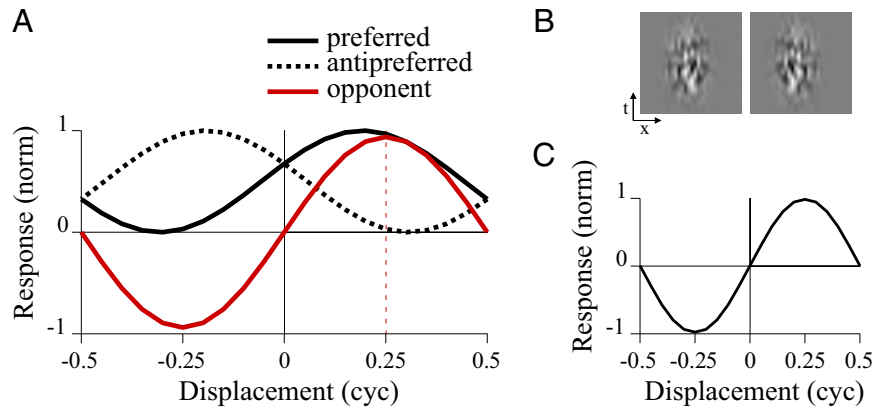 A
preferred
antipreferred
opponent
Response (norm)
1
0
-1
-0.5 -0.25 0 0.25 0.5
Displacement (cyc)
B
t
x
C
Response (norm)
1
0
-1
-0.5 -0.25 0 0.25 0.5
Displacement (cyc)